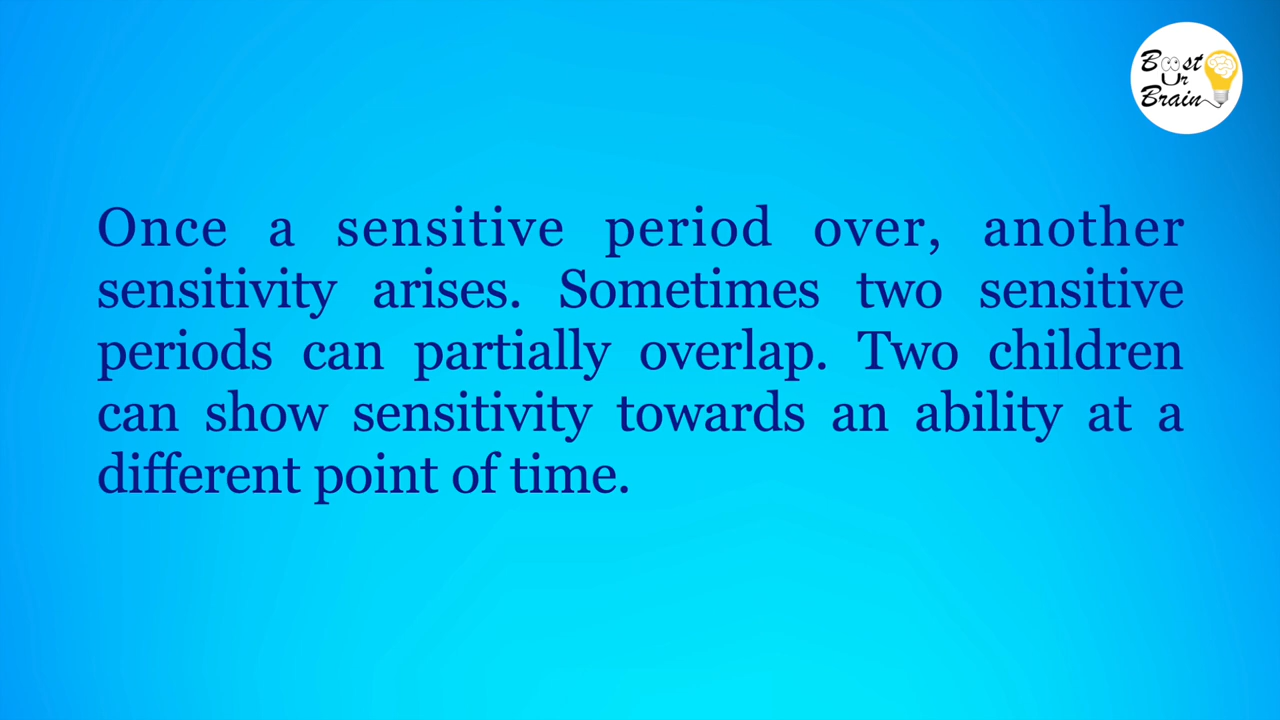 Boost
Ur
Brain
Once a sensitive period over, another
sensitivity arises. Sometimes two sensitive
periods can partially overlap. Two children
can show sensitivity towards an ability at a
different point of time.